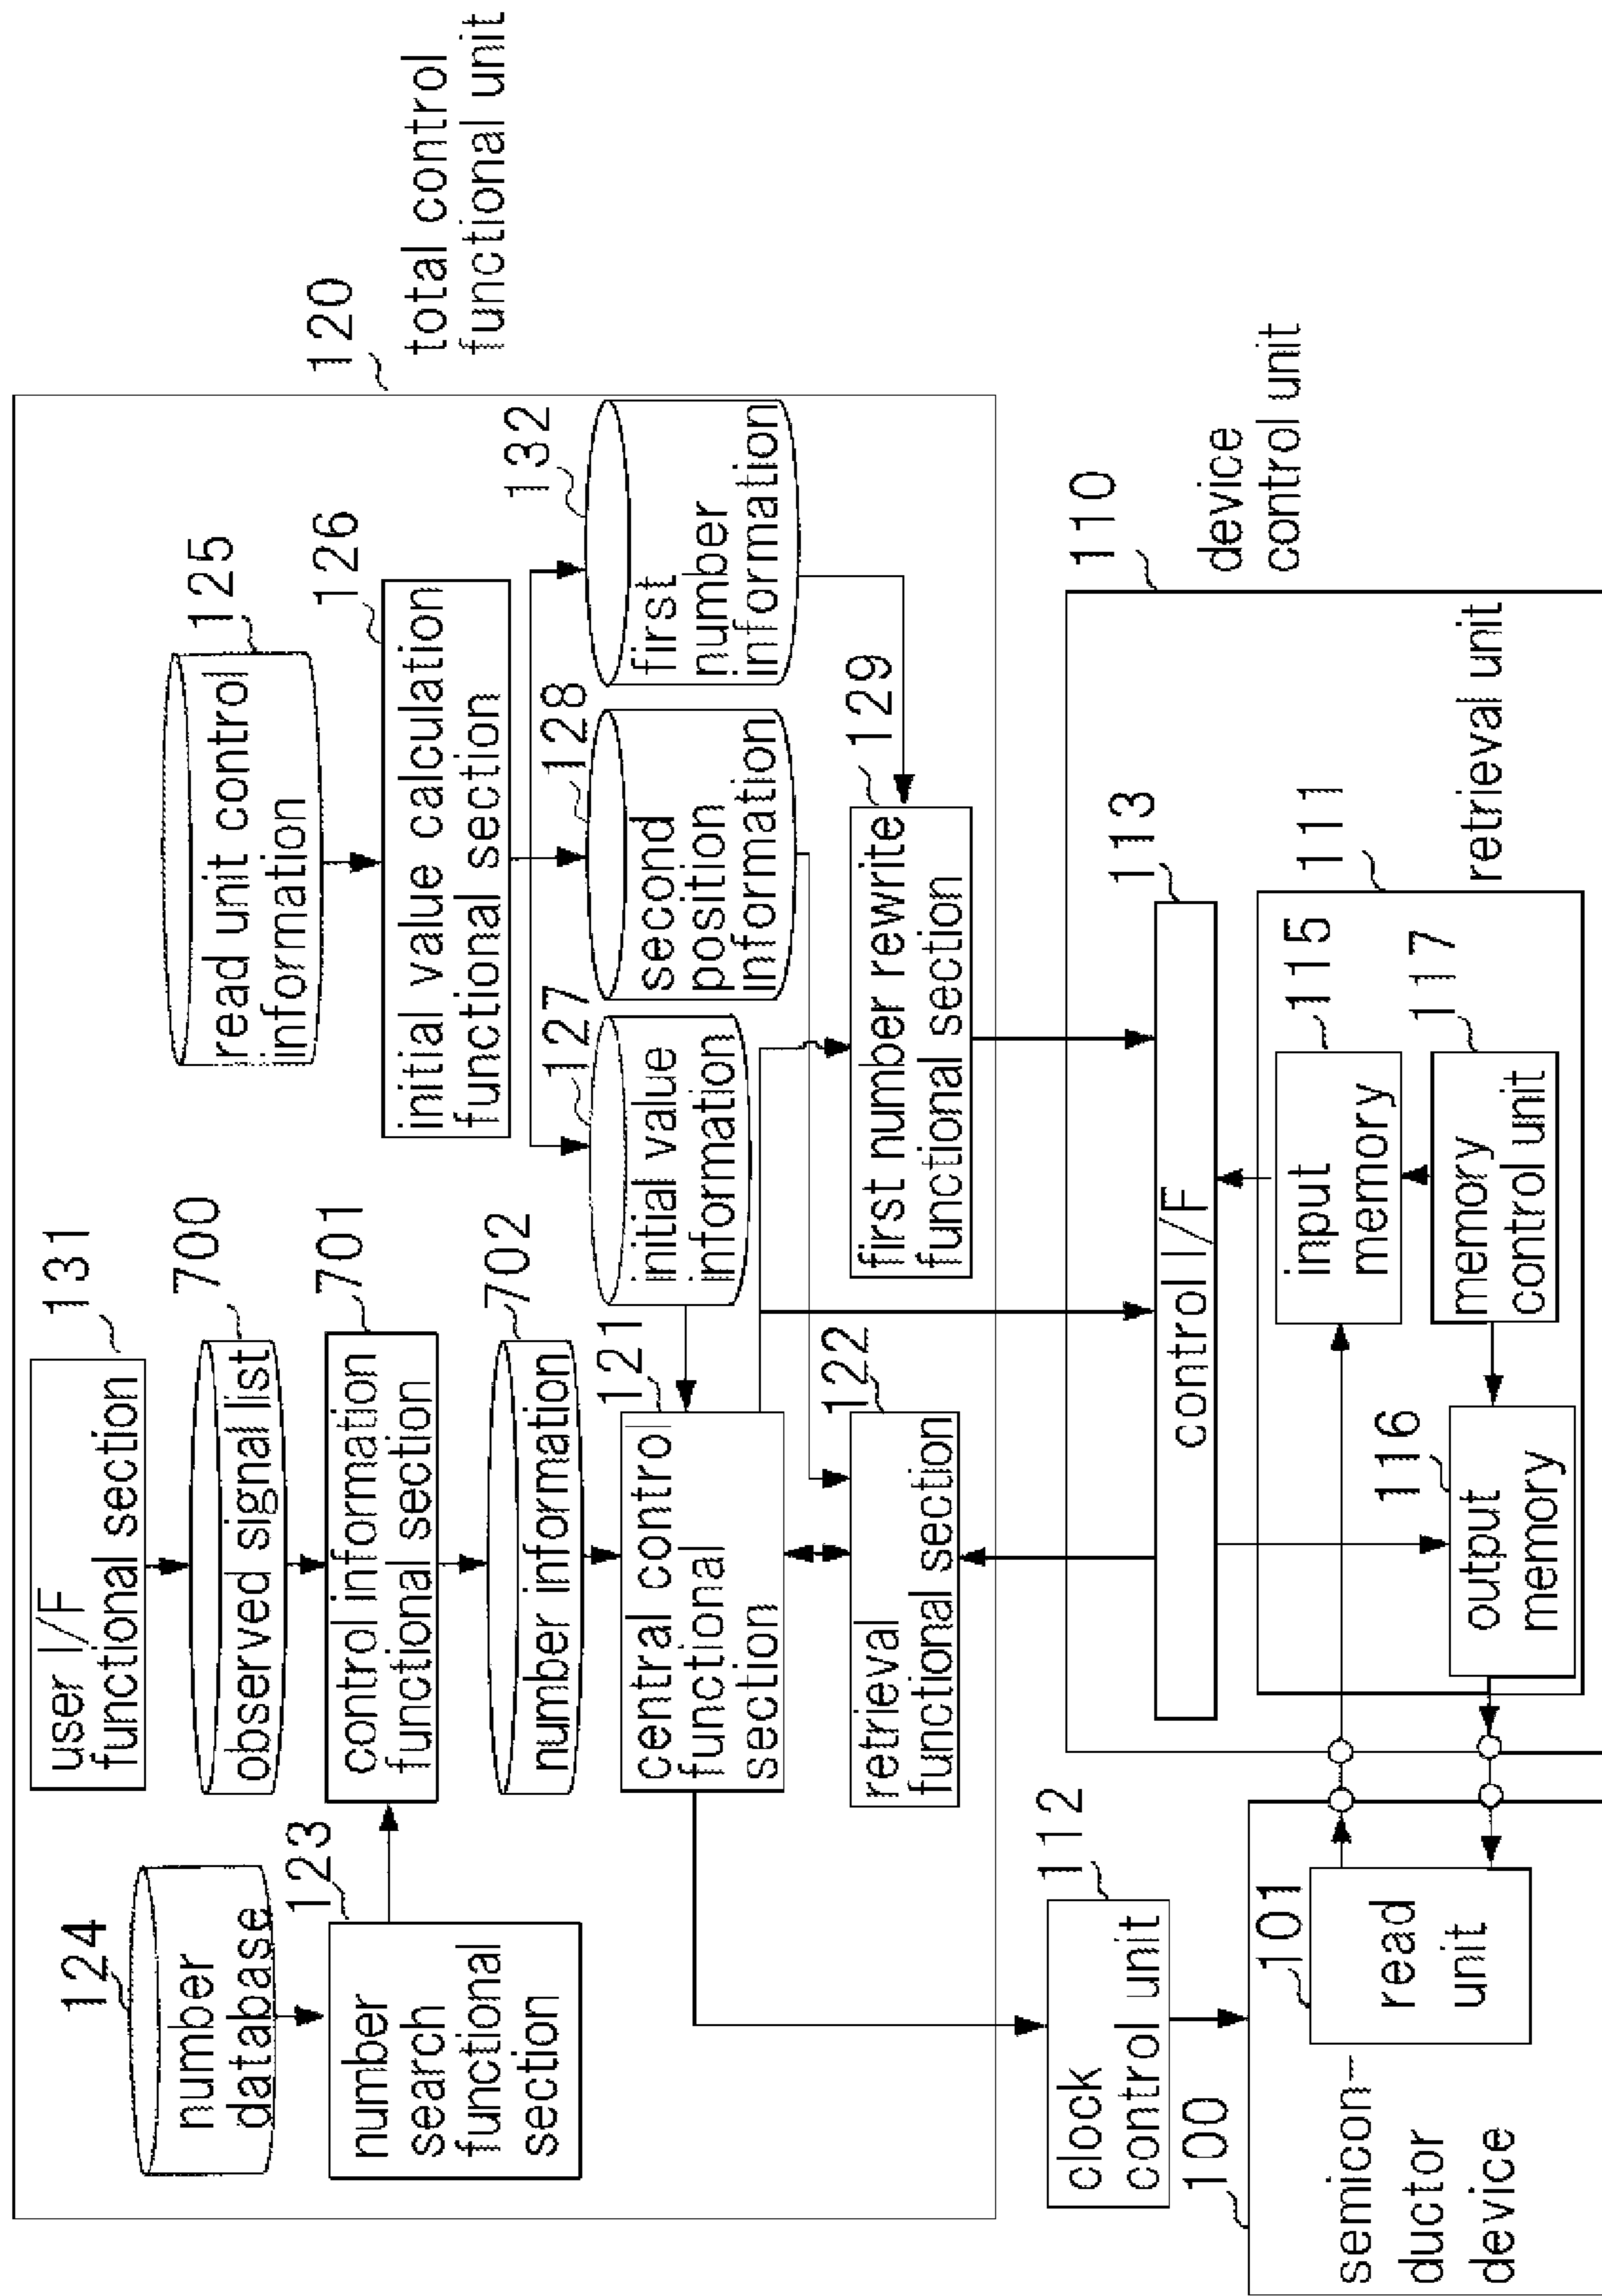 120
total control
functional unit
124
number
database
123
number
search
functional
section
131
user I/F
functional section
700
observed signal list
701
control information
functional section
702
number information
121
central control
functional
section
122
retrieval
functional section
125
read unit control
information
126
initial value calculation
functional section
127
initial value
information
128
second
position
information
132
first
number
information
129
first number rewrite
functional section
112
clock
control unit
100
semicon-
ductor
device
101
read
unit
110
device
control unit
113
control I/F
111
retrieval unit
115
input
memory
116
output
memory
117
memory
control unit